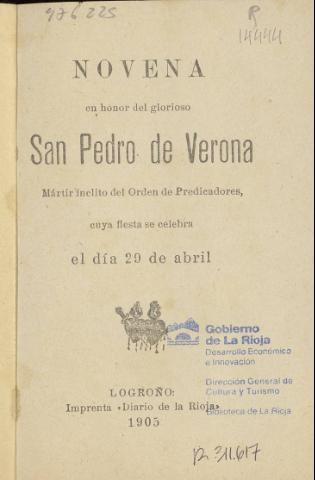 976225
R
14444
NOVENA
en honor del glorioso
San Pedro de Verona
Mártir ínclito del Orden de Predicadores,
cuya fiesta se celebra
el día 29 de abril
Gobierno
de La Rioja
Desarrollo Económico
e Innovación
Dirección General de
Cultura y Turismo
Biblioteca de La Rioja
LOGROÑO:
Imprenta «Diario de la Rioja»
1905
R. 311.617